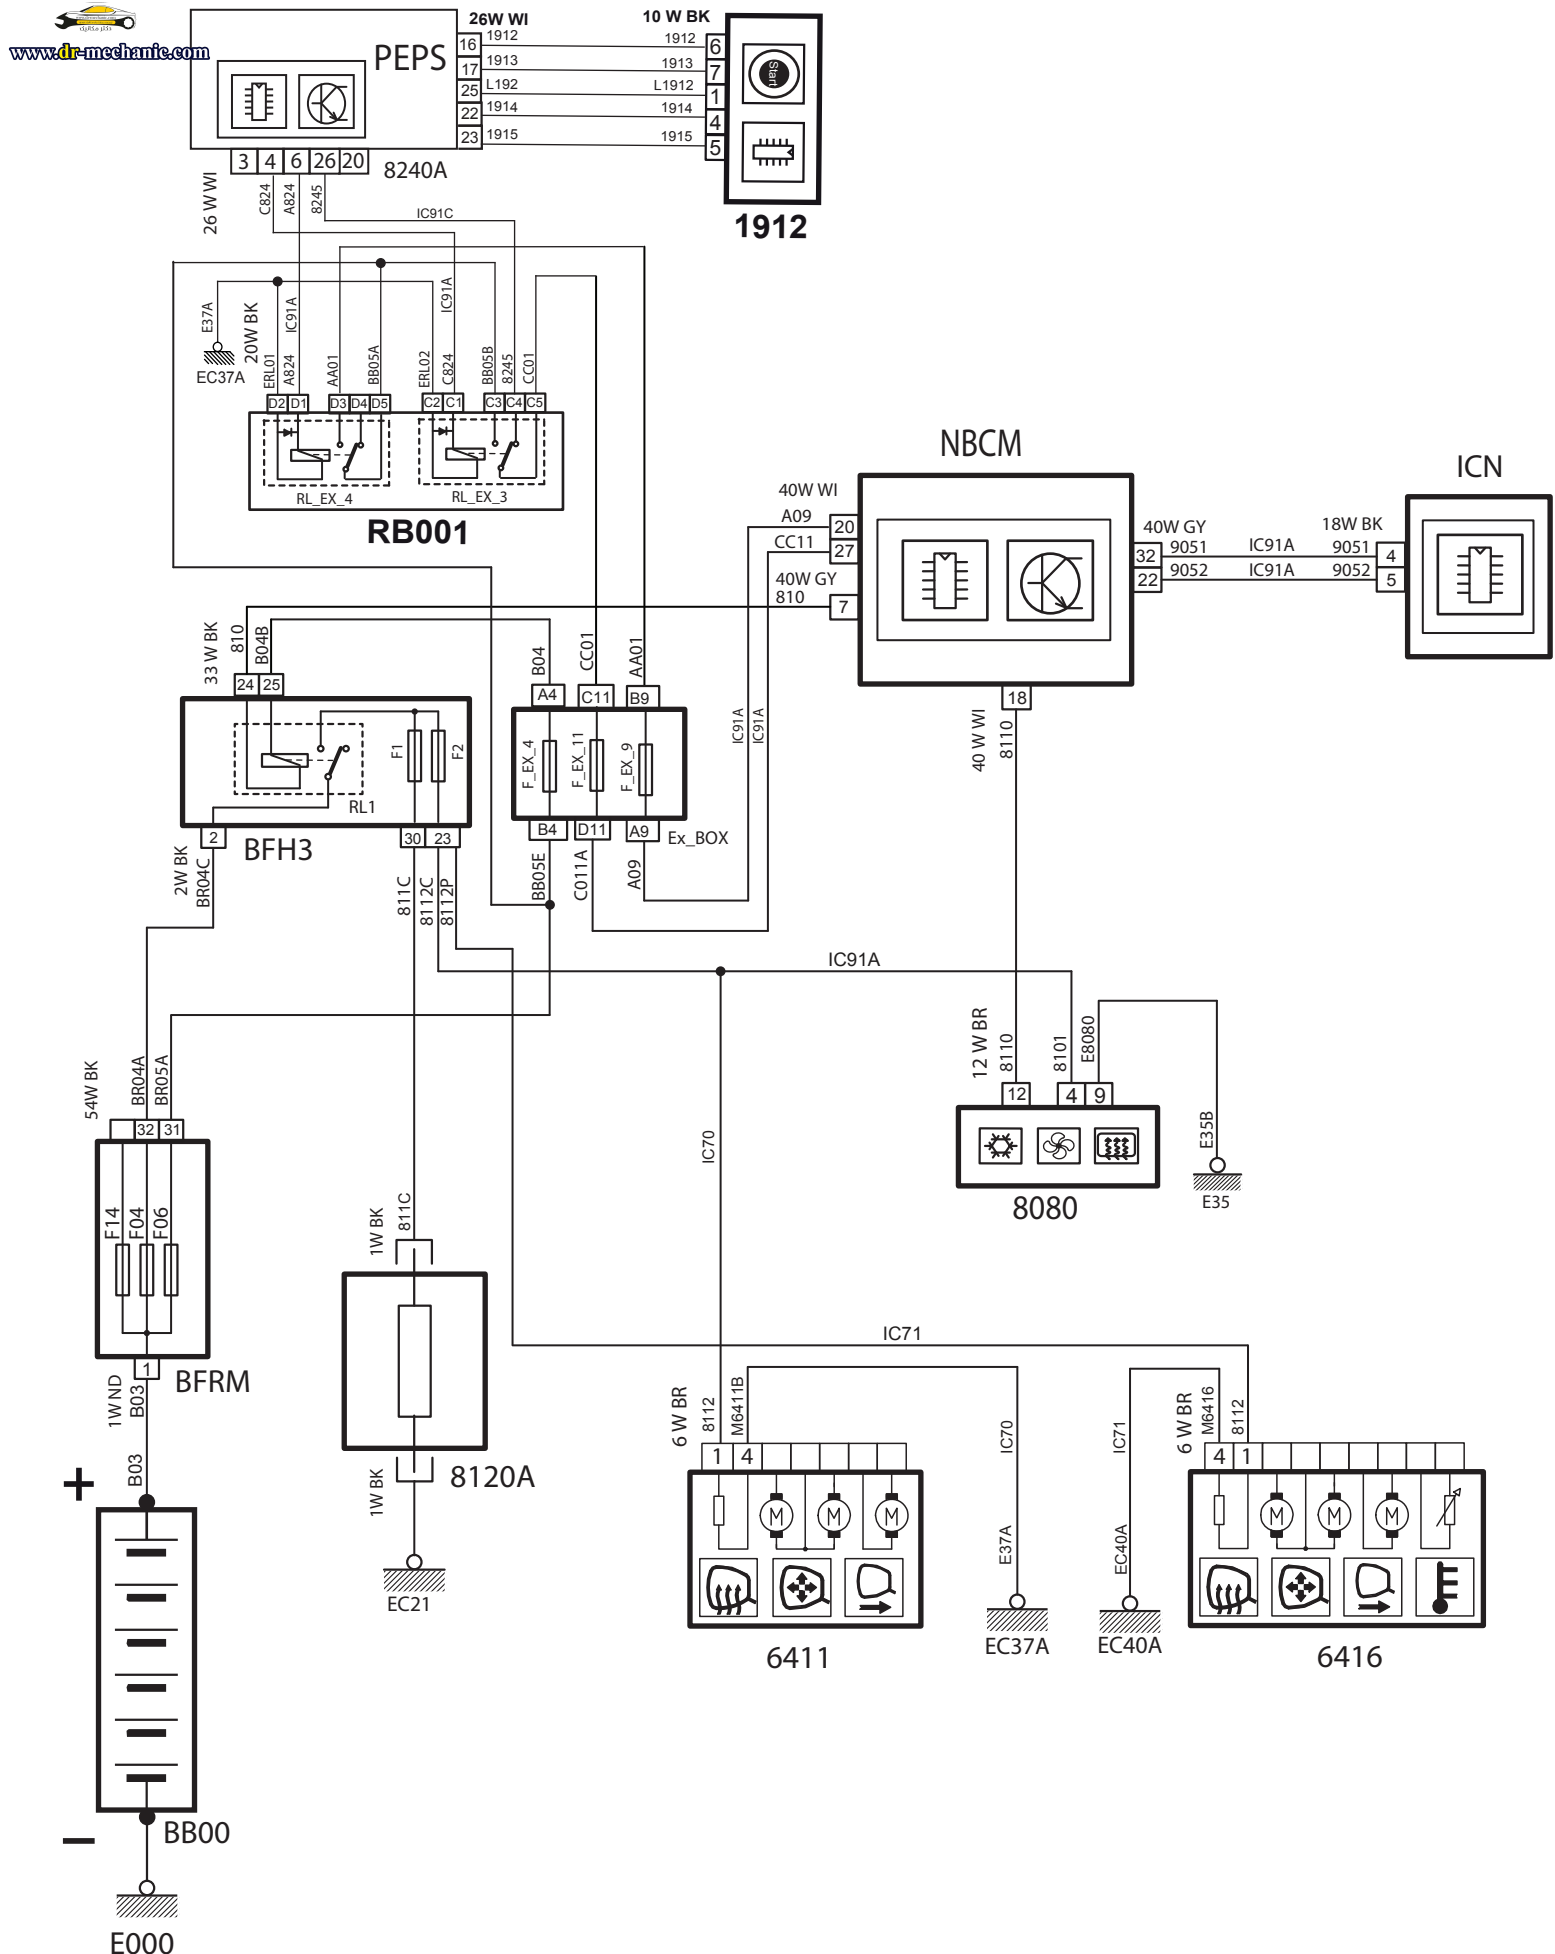 www.dr-mechanic.com
PEPS
8240A
26W WI
16 1912
17 1913
25 L192
22 1914
23 1915
10 W BK
1912 6
1913 7
L1912 1
1914 4
1915 5
Start
1912
3 4 6 26 20
26 W WI
C824
A824
8245
IC91C
IC91A
IC91A
E37A
EC37A
20W BK
ERL01
A824
AA01
BB05A
ERL02
C824
BB05B
8245
CC01
D2 D1 D3 D4 D5
C2 C1 C3 C4 C5
RL_EX_4
RL_EX_3
RB001
NBCM
40W WI
A09 20
CC11 27
40W GY
810 7
40W GY
32 9051 IC91A 9051 4
22 9052 IC91A 9052 5
18W BK
ICN
18
40 W WI
8110
33 W BK
810
B04B
24 25
F1
F2
RL1
BFH3
2
30 23
2W BK
BR04C
811C
8112C
8112P
B04
CC01
AA01
A4 C11 B9
F_EX_4
F_EX_11
F_EX_9
B4 D11 A9
Ex_BOX
BB05E
C011A
A09
IC91A
IC91A
IC91A
12 W BR
8110
8101
E8080
12 4 9
8080
E35B
E35
54W BK
BR04A
BR05A
32 31
F14
F04
F06
1
BFRM
1W ND
B03
B03
+
−
BB00
E000
1W BK
811C
8120A
1W BK
EC21
IC70
IC71
6 W BR
8112
M6411B
1 4
M M M
6411
IC70
E37A
EC37A
IC71
EC40A
EC40A
6 W BR
M6416
8112
4 1
M M M
6416